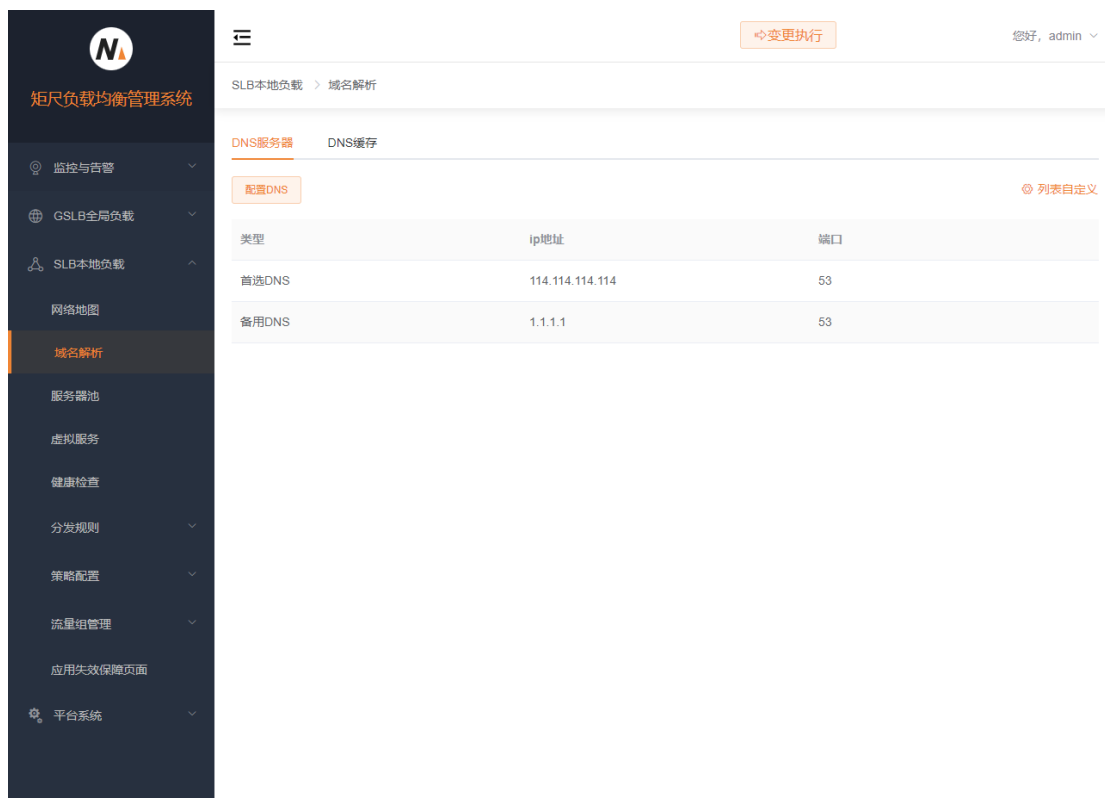 N
矩尺负载均衡管理系统
监控与告警
GSLB全局负载
SLB本地负载
网络地图
域名解析
服务器池
虚拟服务
健康检查
分发规则
策略配置
流量组管理
应用失效保障页面
平台系统
变更执行
您好，admin
SLB本地负载 > 域名解析
DNS服务器 DNS缓存
配置DNS
列表自定义
类型 ip地址 端口
首选DNS 114.114.114.114 53
备用DNS 1.1.1.1 53